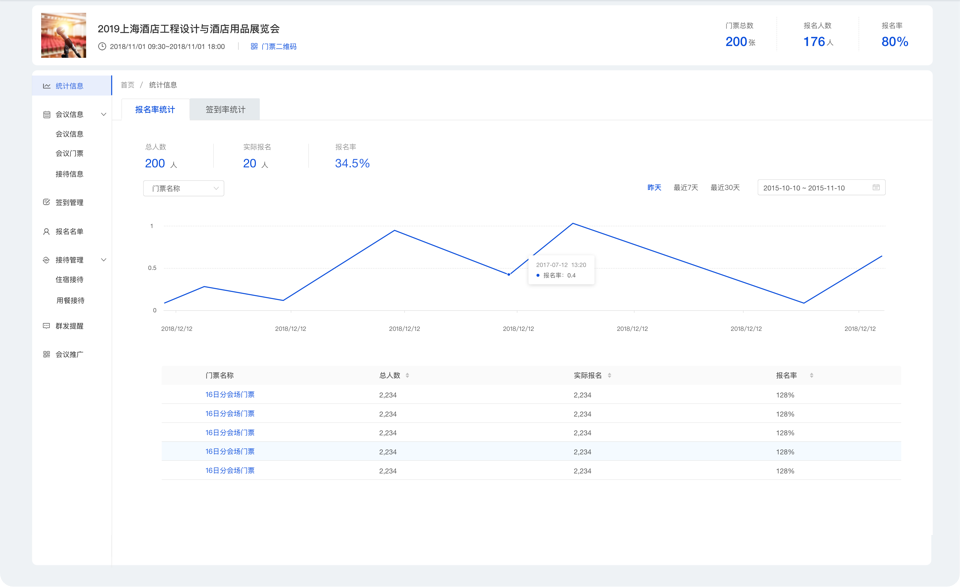 2019上海酒店工程设计与酒店用品展览会
2018/11/01 09:30~2018/11/01 18:00 门票二维码
门票总数 报名人数 报名率
200张 176人 80%
统计信息
会议信息
会议信息
会议门票
接待信息
签到管理
报名名单
接待管理
住宿接待
用餐接待
群发提醒
会议推广
首页 / 统计信息
报名率统计 签到率统计
总人数 实际报名 报名率
200 人 20 人 34.5%
门票名称
昨天 最近7天 最近30天 2015-10-10 ~ 2015-11-10
1
0.5
0
2017-07-12 13:20
报名率: 0.4
2018/12/12 2018/12/12 2018/12/12 2018/12/12 2018/12/12 2018/12/12 2018/12/12
门票名称 总人数 实际报名 报名率
16日分会场门票 2,234 2,234 128%
16日分会场门票 2,234 2,234 128%
16日分会场门票 2,234 2,234 128%
16日分会场门票 2,234 2,234 128%
16日分会场门票 2,234 2,234 128%